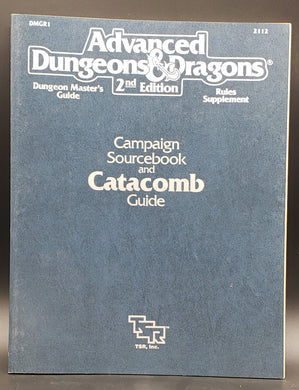 DMGR1 2112
Advanced
Dungeons & Dragons®
Dungeon Master's 2nd Edition Rules
Guide Supplement
Campaign
Sourcebook
and
Catacomb
Guide
TSR
TSR, Inc.